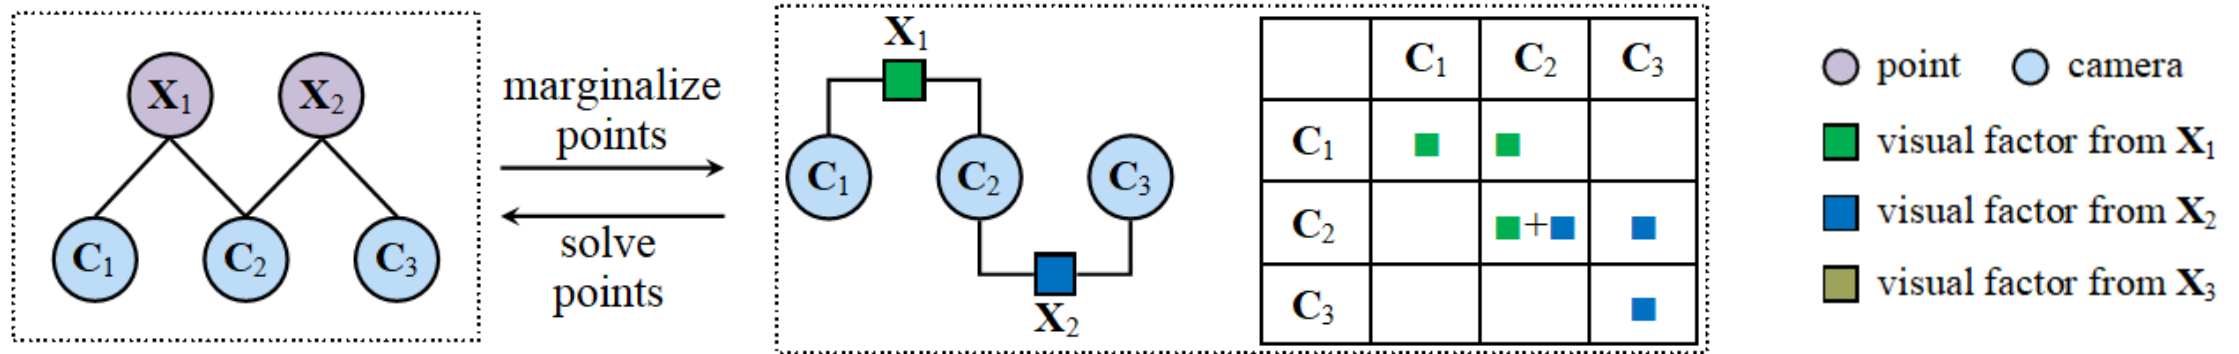 X1 X2
C1 C2 C3
marginalize
points
solve
points
X1
C1 C2 C3
X2
C1 C2 C3
C1
C2 +
C3
point camera
visual factor from X1
visual factor from X2
visual factor from X3